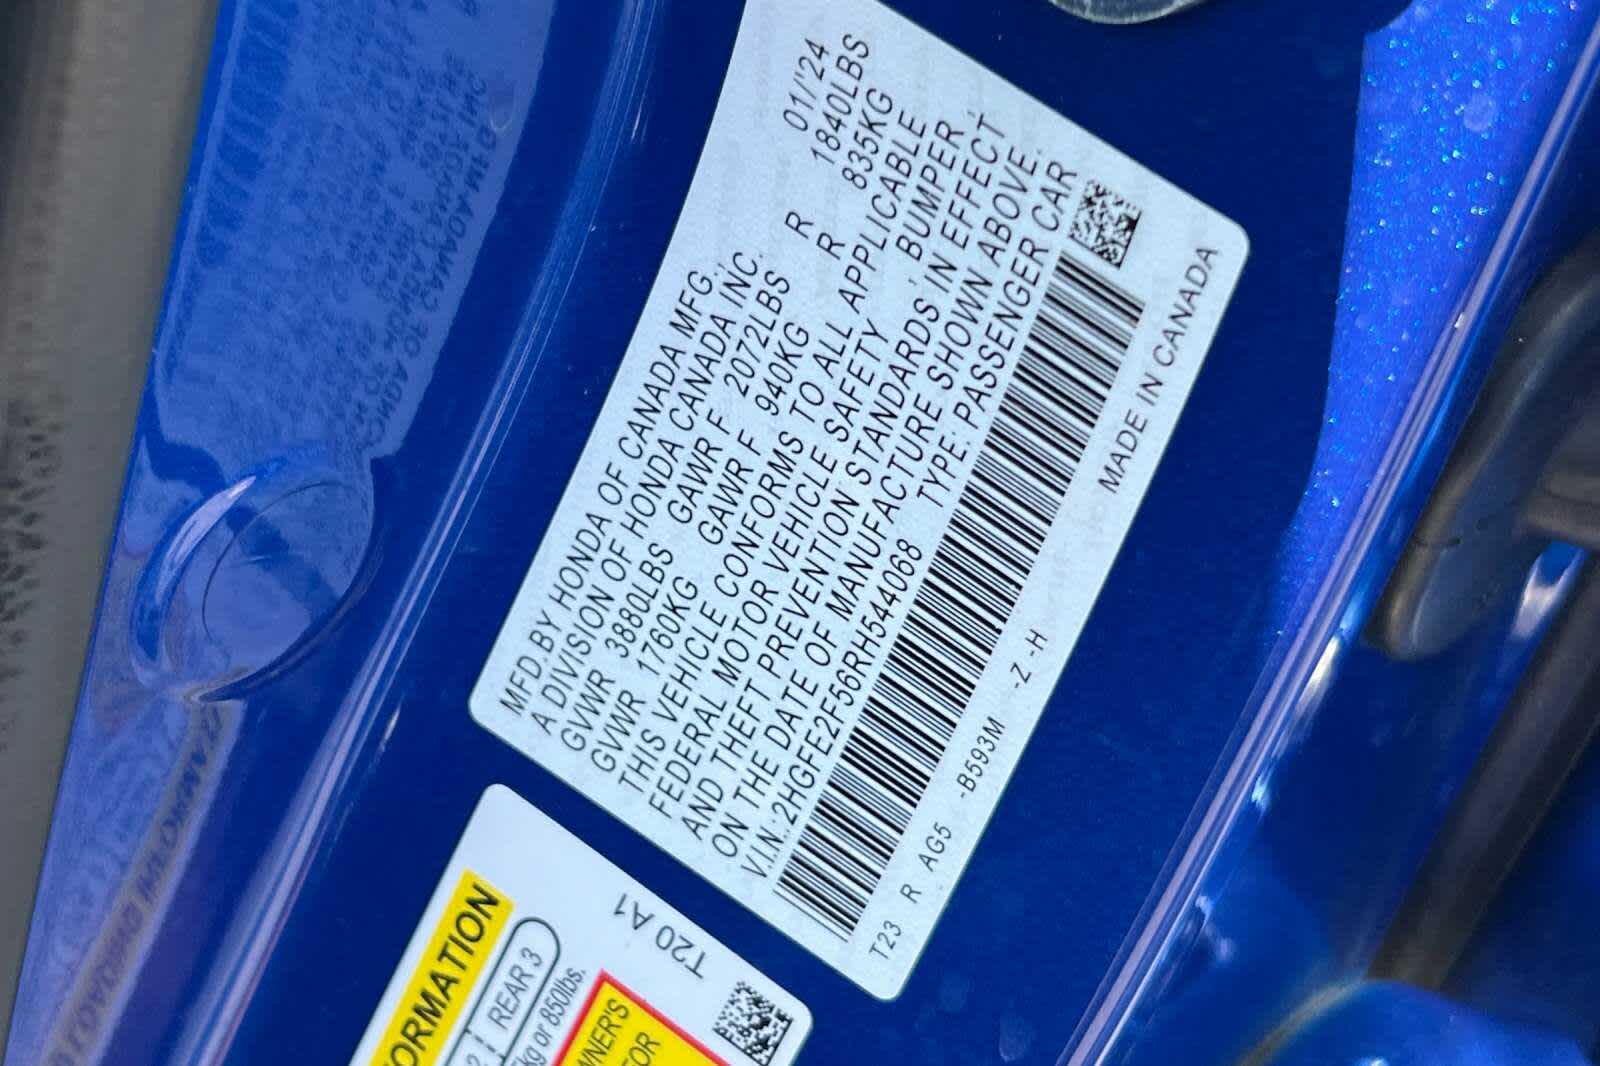 MFD.BY HONDA OF CANADA MFG. 01/'24
A DIVISION OF HONDA CANADA INC.
GVWR 3880LBS GAWR F 2072LBS R 1840LBS
GVWR 1760KG GAWR F 940KG R 835KG
THIS VEHICLE CONFORMS TO ALL APPLICABLE
FEDERAL MOTOR VEHICLE SAFETY, BUMPER,
AND THEFT PREVENTION STANDARDS IN EFFECT
ON THE DATE OF MANUFACTURE SHOWN ABOVE.
V.I.N.:2HGFE2F56RH544068 TYPE: PASSENGER CAR
T23 R AG5 -B593M -Z -H
MADE IN CANADA
T20 A1
ORMATION
2 REAR 3
kg or 850lbs.
NER'S
FOR